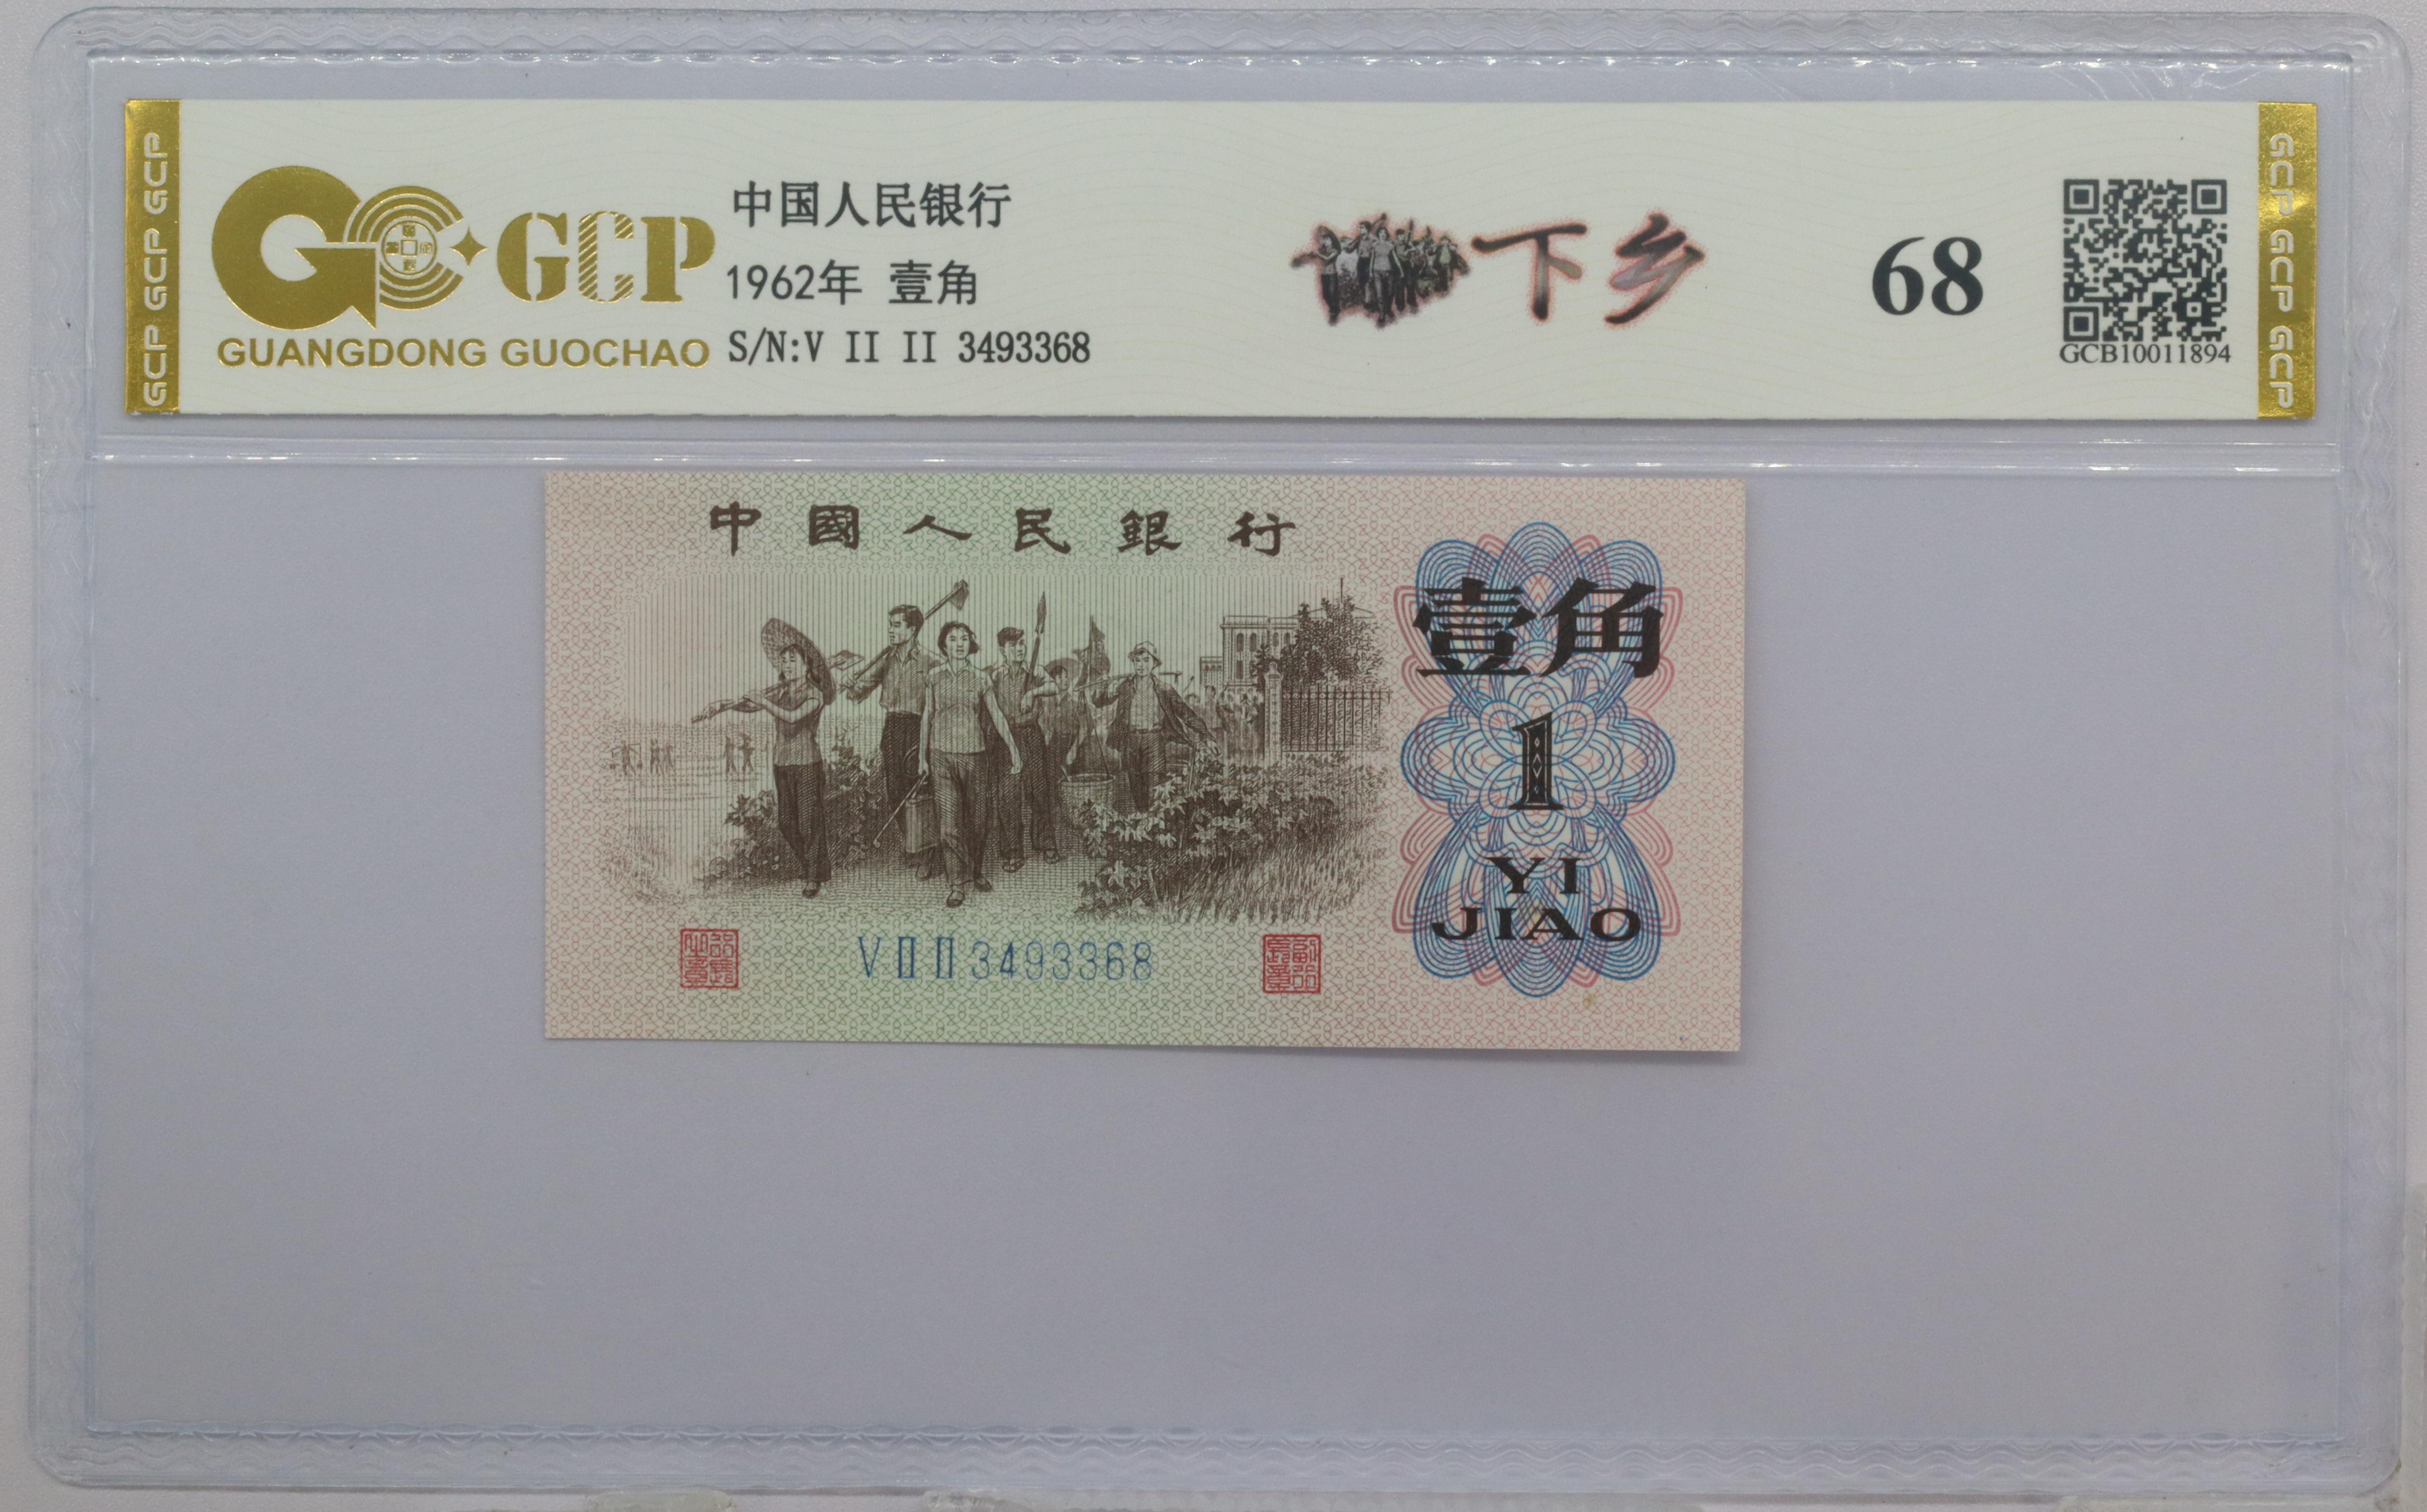 GCP GCP GCP
GCP
GUANGDONG GUOCHAO
中国人民银行
1962年 壹角
S/N:V II II 3493368
下乡
68
GCB10011894
GCP GCP GCP
中國人民銀行
壹角
1
YI
JIAO
V II II 3493368